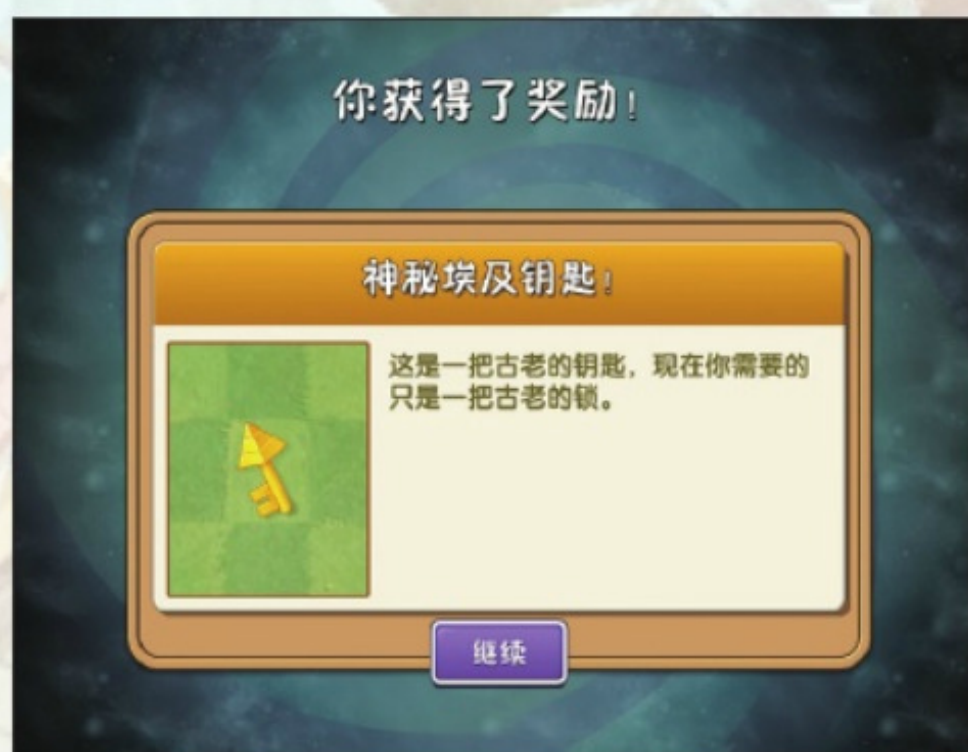 你获得了奖励!
神秘埃及钥匙!
这是一把古老的钥匙，现在你需要的
只是一把古老的锁。
继续